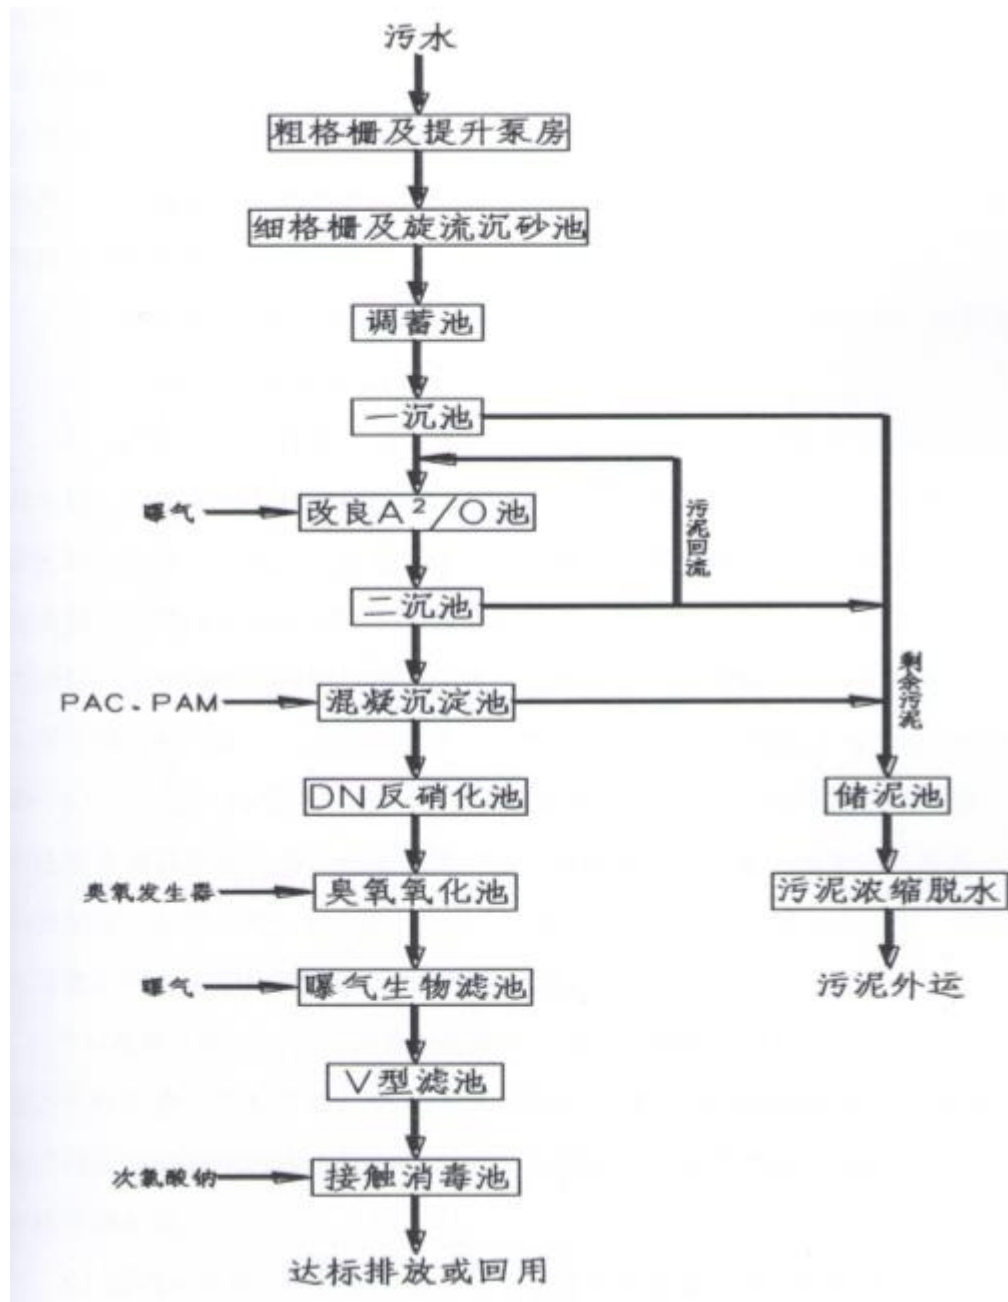 污水
粗格栅及提升泵房
细格栅及旋流沉砂池
调蓄池
一沉池
曝气
改良A²/O池
污泥回流
二沉池
剩余污泥
PAC、PAM
混凝沉淀池
DN反硝化池
储泥池
臭氧发生器
臭氧氧化池
污泥浓缩脱水
曝气
曝气生物滤池
污泥外运
V型滤池
次氯酸钠
接触消毒池
达标排放或回用